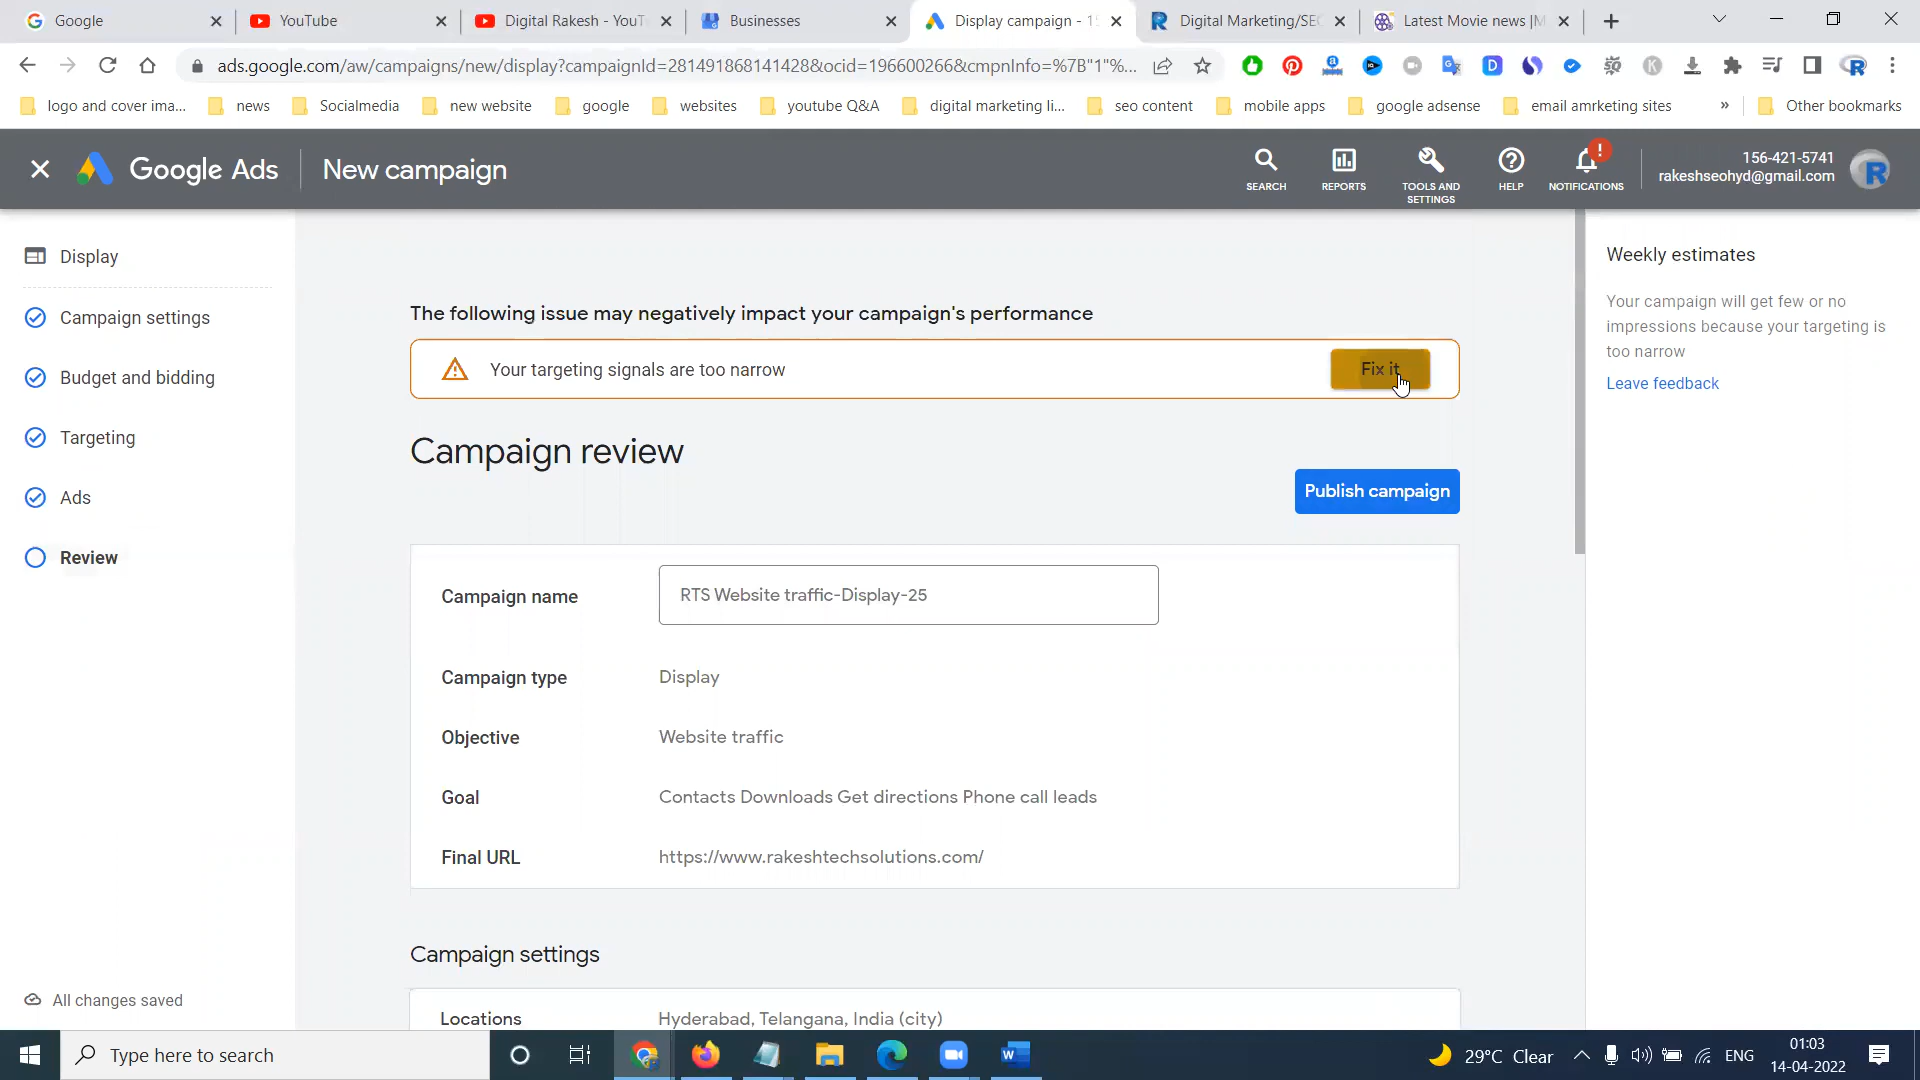 Google
YouTube
Digital Rakesh - YouT
Businesses
Display campaign - 1
Digital Marketing/SEC
Latest Movie news |M
ads.google.com/aw/campaigns/new/display?campaignId=281491868141428&ocid=196600266&cmpnInfo=%7B"1"%...
logo and cover ima...
news
Socialmedia
new website
google
websites
youtube Q&A
digital marketing li...
seo content
mobile apps
google adsense
email amrketing sites
»
Other bookmarks
Google Ads
New campaign
SEARCH
REPORTS
TOOLS AND
SETTINGS
HELP
NOTIFICATIONS
156-421-5741
rakeshseohyd@gmail.com
Display
Campaign settings
Budget and bidding
Targeting
Ads
Review
All changes saved
The following issue may negatively impact your campaign's performance
Your targeting signals are too narrow
Fix it
Campaign review
Publish campaign
Campaign name
RTS Website traffic-Display-25
Campaign type
Display
Objective
Website traffic
Goal
Contacts Downloads Get directions Phone call leads
Final URL
https://www.rakeshtechsolutions.com/
Campaign settings
Locations
Hyderabad, Telangana, India (city)
Weekly estimates
Your campaign will get few or no
impressions because your targeting is
too narrow
Leave feedback
Type here to search
29°C Clear
ENG
01:03
14-04-2022